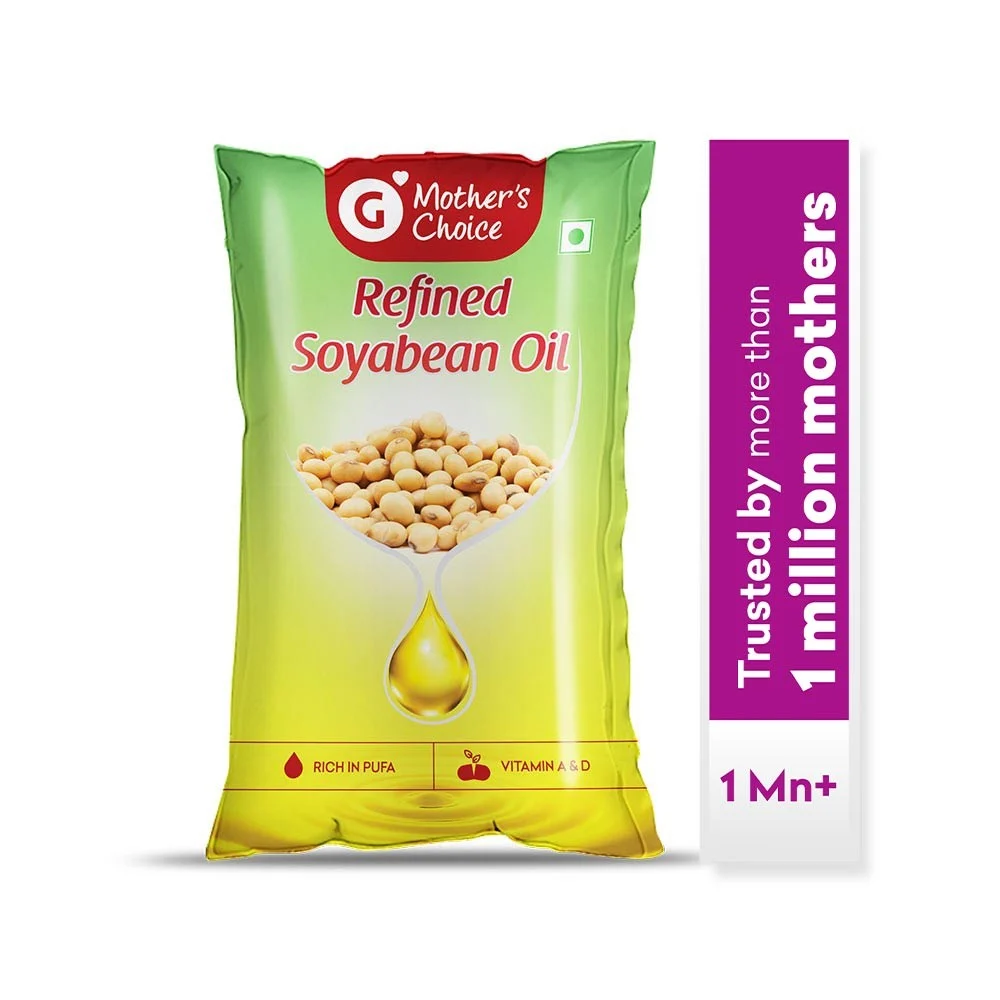 G Mother's
Choice
Refined
Soyabean Oil
RICH IN PUFA
VITAMIN A & D
Trusted by more than
1 million mothers
1 Mn+